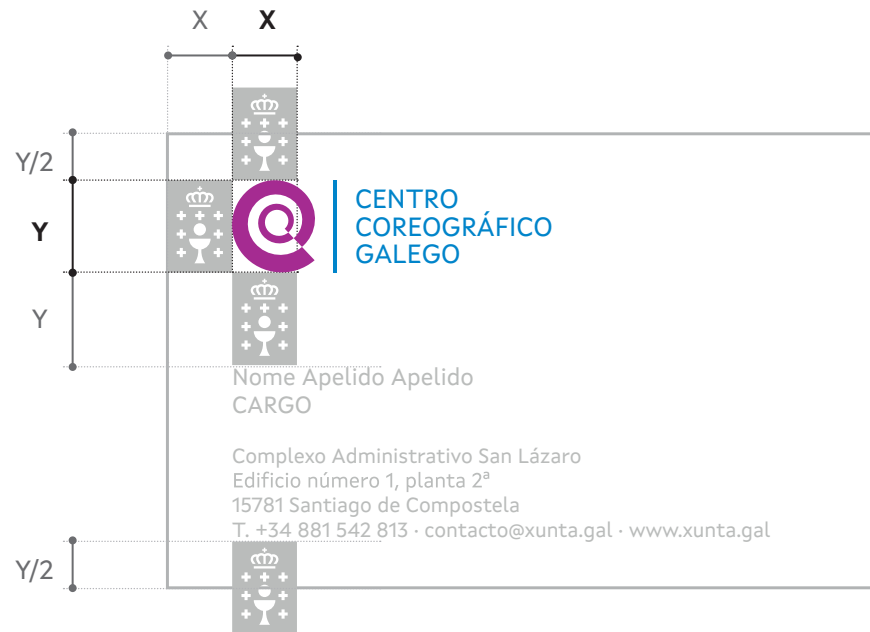 X X
Y/2
Y
Y
Y/2
CENTRO
COREOGRÁFICO
GALEGO
Nome Apelido Apelido
CARGO
Complexo Administrativo San Lázaro
Edificio número 1, planta 2ª
15781 Santiago de Compostela
T. +34 881 542 813 · contacto@xunta.gal · www.xunta.gal